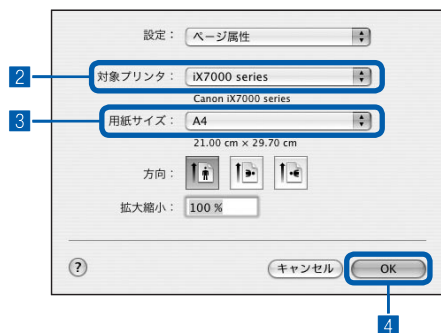 設定： ページ属性
2 対象プリンタ： iX7000 series
Canon iX7000 series
3 用紙サイズ： A4
21.00 cm × 29.70 cm
方向：
拡大縮小： 100 %
? キャンセル OK
4